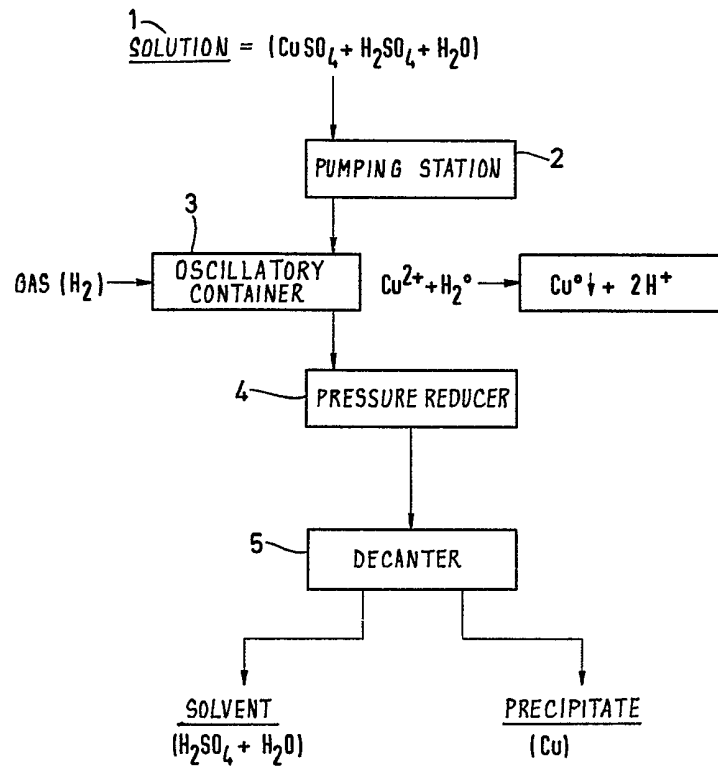 1
SOLUTION = (CuSO4 + H2SO4 + H2O)
PUMPING STATION
2
3
GAS (H2)
OSCILLATORY
CONTAINER
Cu2+ + H2°
Cu°↓ + 2H+
4
PRESSURE REDUCER
5
DECANTER
SOLVENT
(H2SO4 + H2O)
PRECIPITATE
(Cu)